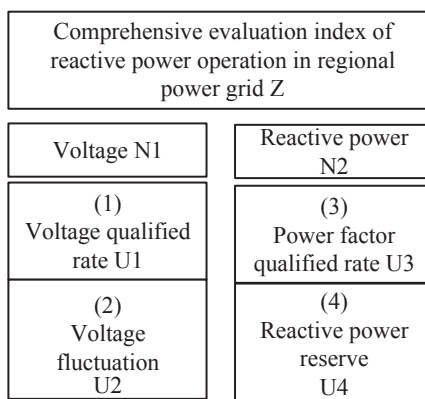 Comprehensive evaluation index of
reactive power operation in regional
power grid Z
Voltage N1
Reactive power
N2
(1)
Voltage qualified
rate U1
(3)
Power factor
qualified rate U3
(2)
Voltage
fluctuation
U2
(4)
Reactive power
reserve
U4